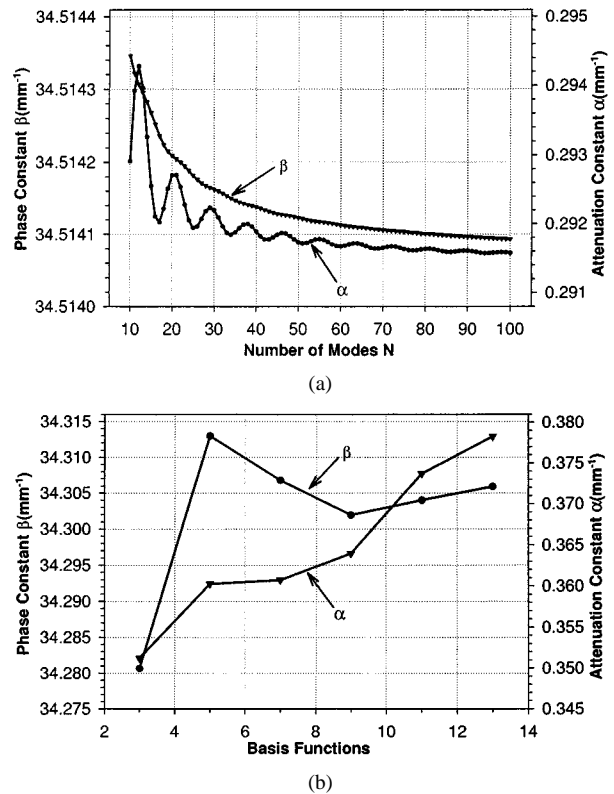 34.5144
34.5143
34.5142
34.5141
34.5140
Phase Constant β(mm⁻¹)
0.295
0.294
0.293
0.292
0.291
Attenuation Constant α(mm⁻¹)
β
α
10 20 30 40 50 60 70 80 90 100
Number of Modes N
(a)
34.315
34.310
34.305
34.300
34.295
34.290
34.285
34.280
34.275
Phase Constant β(mm⁻¹)
0.380
0.375
0.370
0.365
0.360
0.355
0.350
0.345
Attenuation Constant α(mm⁻¹)
β
α
2 4 6 8 10 12 14
Basis Functions
(b)